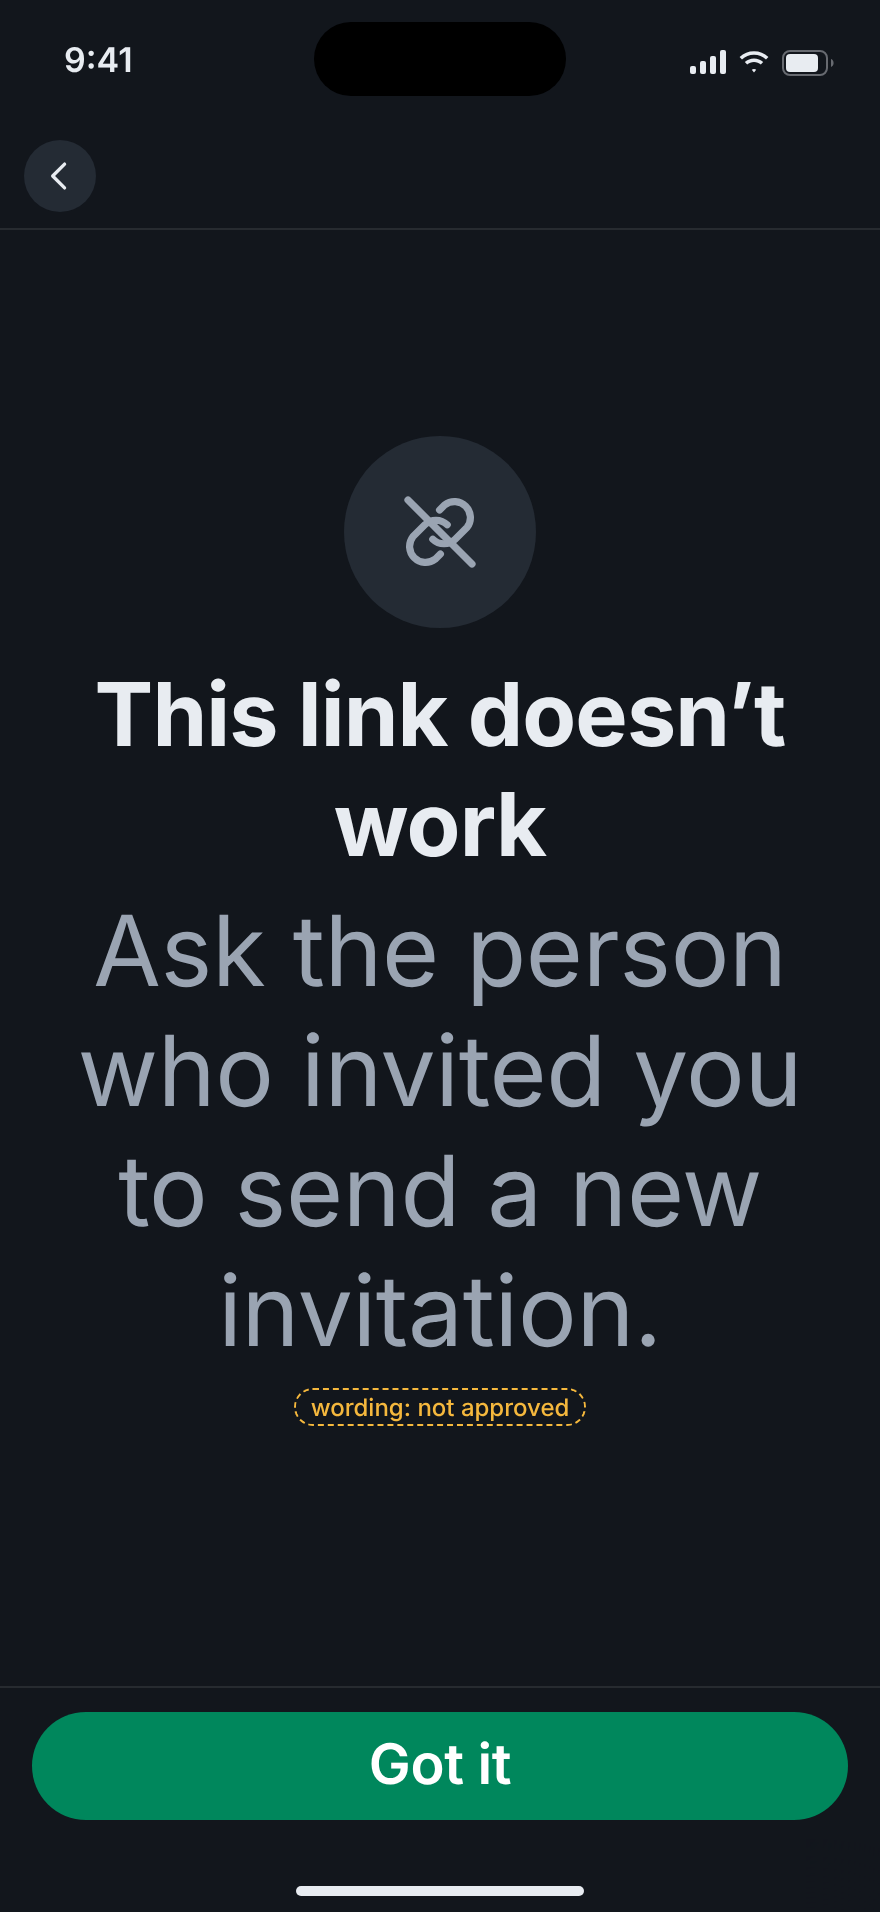 9:41
This link doesn’t
work
Ask the person
who invited you
to send a new
invitation.
wording: not approved
Got it